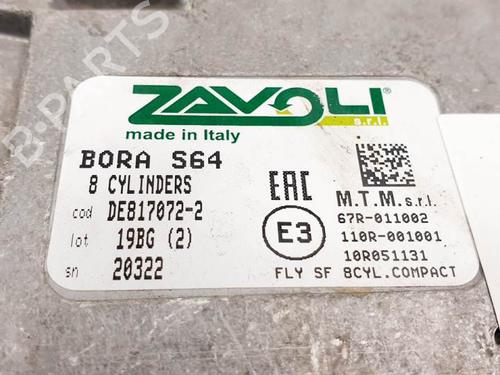 B-PARTS
ZAVOLI
s.r.l.
made in Italy
BORA S64
8 CYLINDERS
cod DE817072-2
lot 19BG (2)
sn 20322
EAC
E3
M.T.M.s.r.l.
67R-011002
110R-001001
10R051131
FLY SF 8CYL.COMPACT